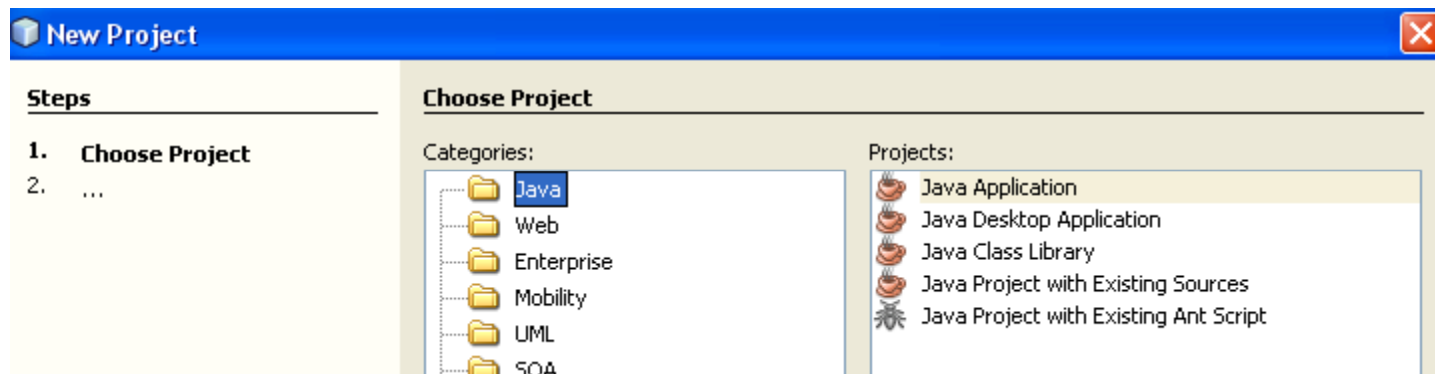 New Project
Steps
1. Choose Project
2. ...
Choose Project
Categories:
Java
Web
Enterprise
Mobility
UML
SOA
Projects:
Java Application
Java Desktop Application
Java Class Library
Java Project with Existing Sources
Java Project with Existing Ant Script